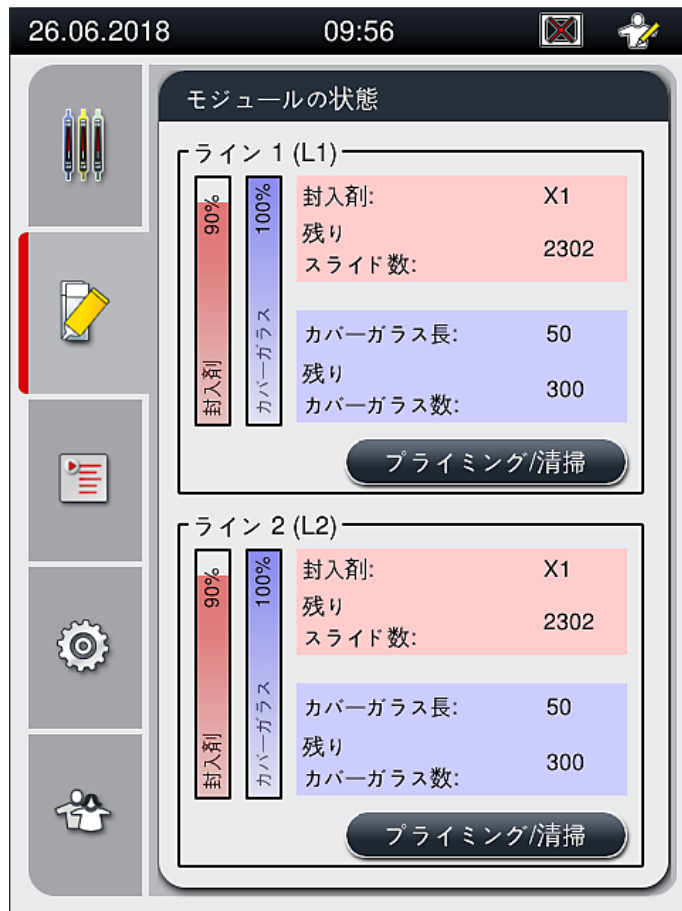 26.06.2018 09:56
モジュールの状態
ライン 1 (L1)
90%
封入剤
100%
カバーガラス
封入剤: X1
残り
スライド数: 2302
カバーガラス長: 50
残り
カバーガラス数: 300
プライミング/清掃
ライン 2 (L2)
90%
封入剤
100%
カバーガラス
封入剤: X1
残り
スライド数: 2302
カバーガラス長: 50
残り
カバーガラス数: 300
プライミング/清掃